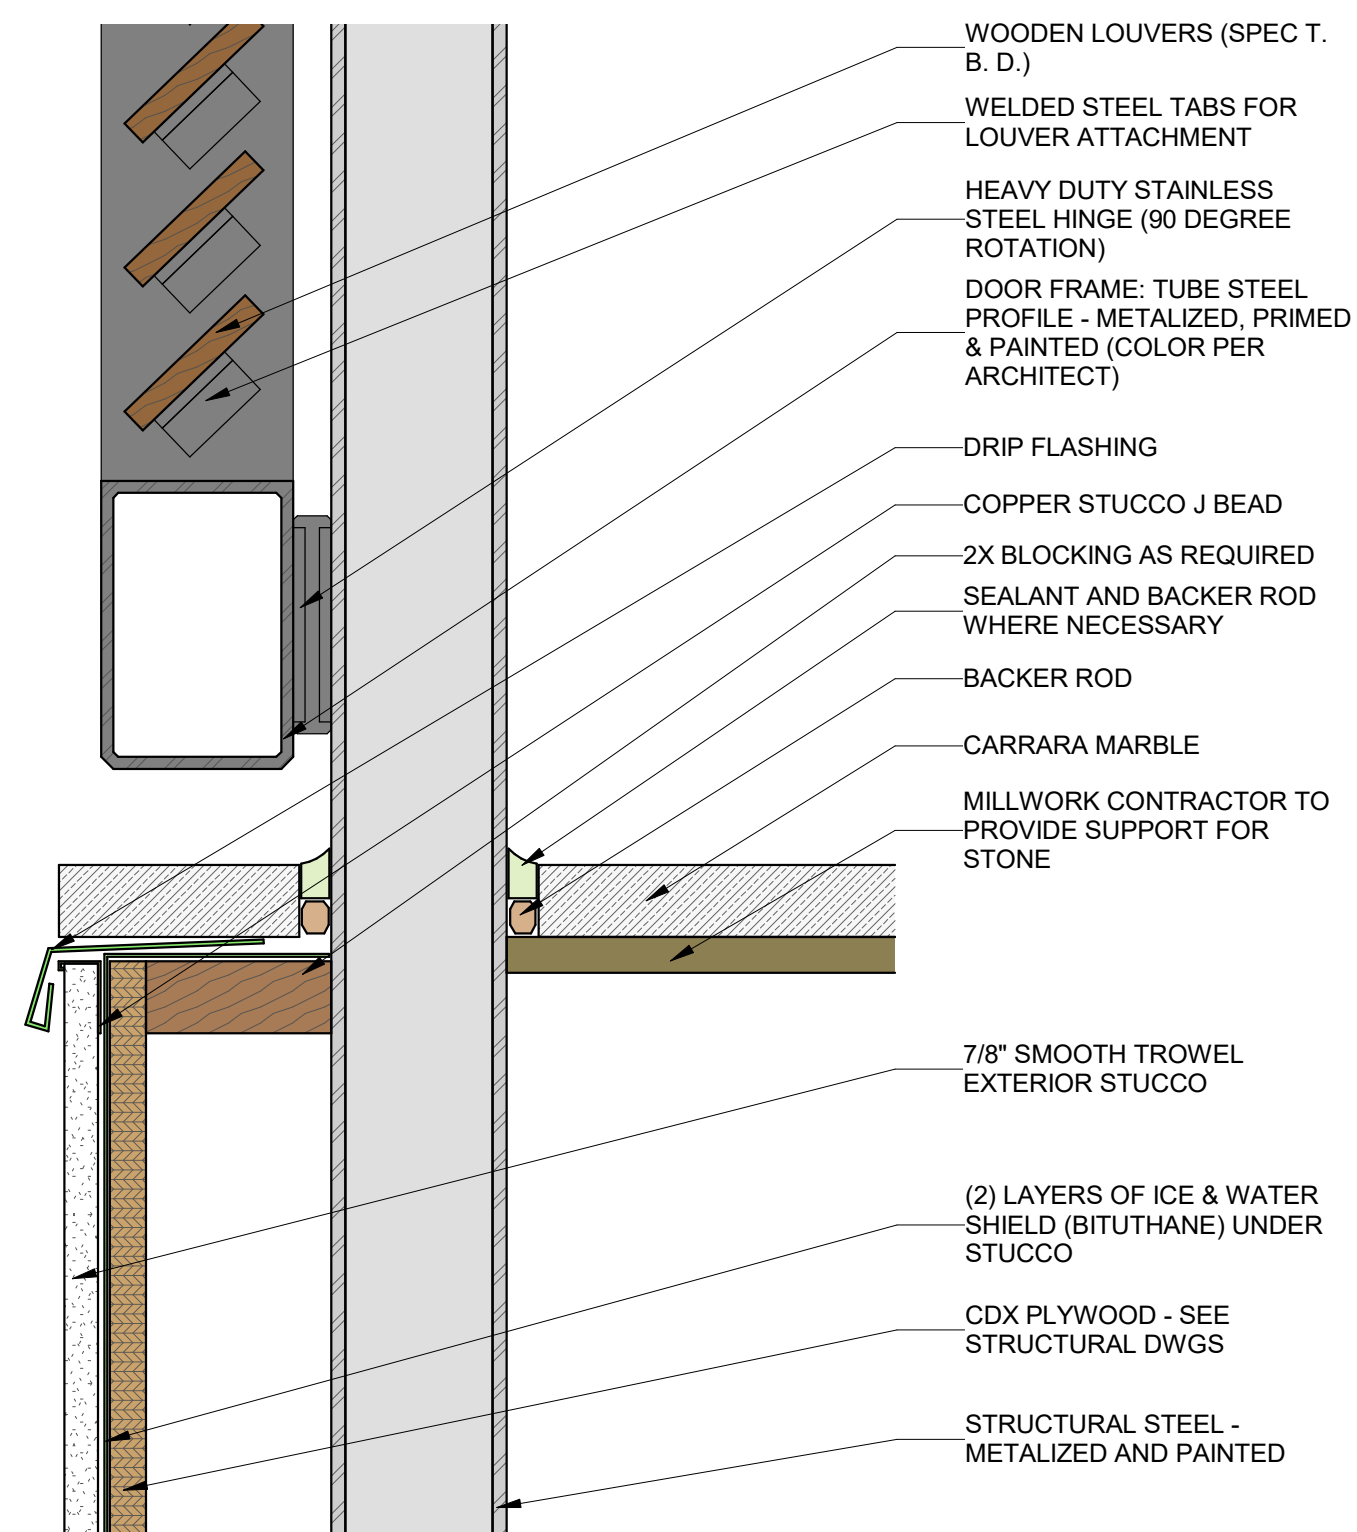 WOODEN LOUVERS (SPEC T.
B. D.)
WELDED STEEL TABS FOR
LOUVER ATTACHMENT
HEAVY DUTY STAINLESS
STEEL HINGE (90 DEGREE
ROTATION)
DOOR FRAME: TUBE STEEL
PROFILE - METALIZED, PRIMED
& PAINTED (COLOR PER
ARCHITECT)
DRIP FLASHING
COPPER STUCCO J BEAD
2X BLOCKING AS REQUIRED
SEALANT AND BACKER ROD
WHERE NECESSARY
BACKER ROD
CARRARA MARBLE
MILLWORK CONTRACTOR TO
PROVIDE SUPPORT FOR
STONE
7/8" SMOOTH TROWEL
EXTERIOR STUCCO
(2) LAYERS OF ICE & WATER
SHIELD (BITUTHANE) UNDER
STUCCO
CDX PLYWOOD - SEE
STRUCTURAL DWGS
STRUCTURAL STEEL -
METALIZED AND PAINTED